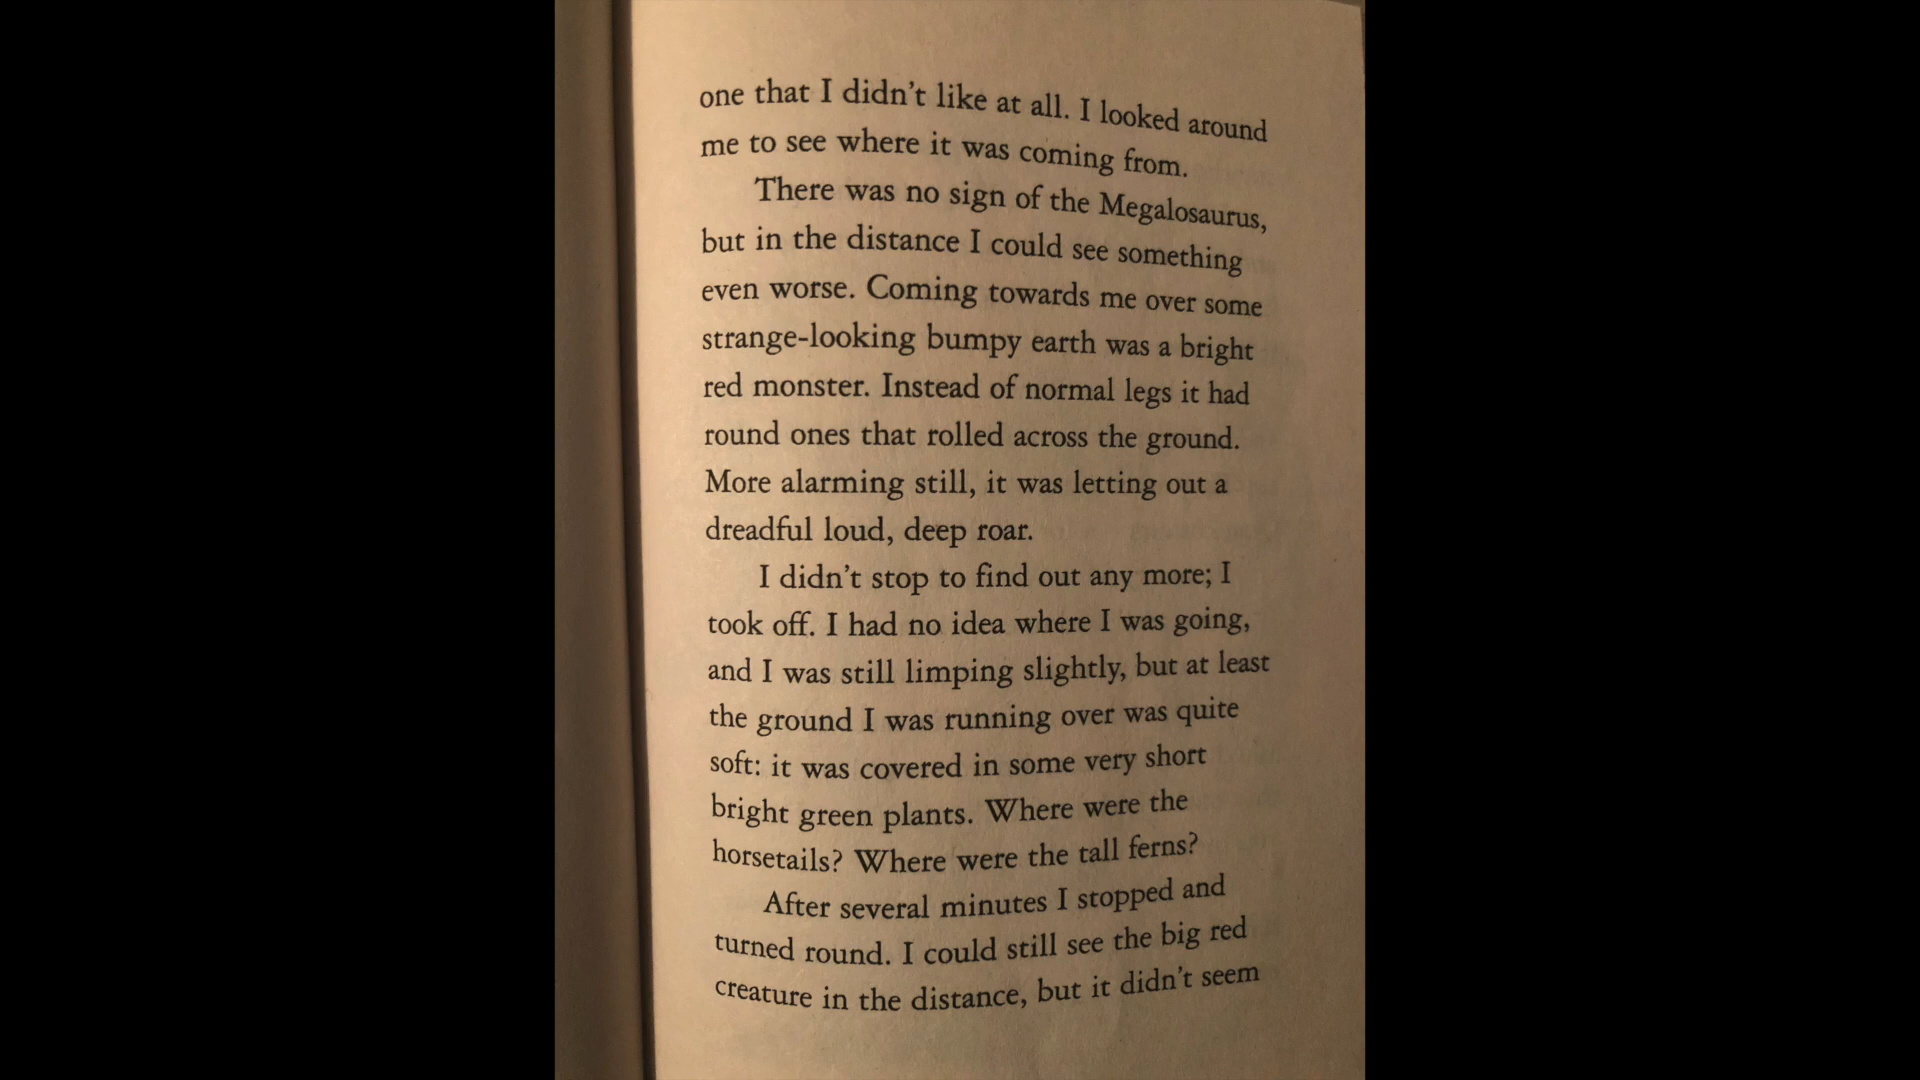 one that I didn't like at all. I looked around
me to see where it was coming from.
There was no sign of the Megalosaurus,
but in the distance I could see something
even worse. Coming towards me over some
strange-looking bumpy earth was a bright
red monster. Instead of normal legs it had
round ones that rolled across the ground.
More alarming still, it was letting out a
dreadful loud, deep roar.
I didn't stop to find out any more; I
took off. I had no idea where I was going,
and I was still limping slightly, but at least
the ground I was running over was quite
soft: it was covered in some very short
bright green plants. Where were the
horsetails? Where were the tall ferns?
After several minutes I stopped and
turned round. I could still see the big red
creature in the distance, but it didn't seem